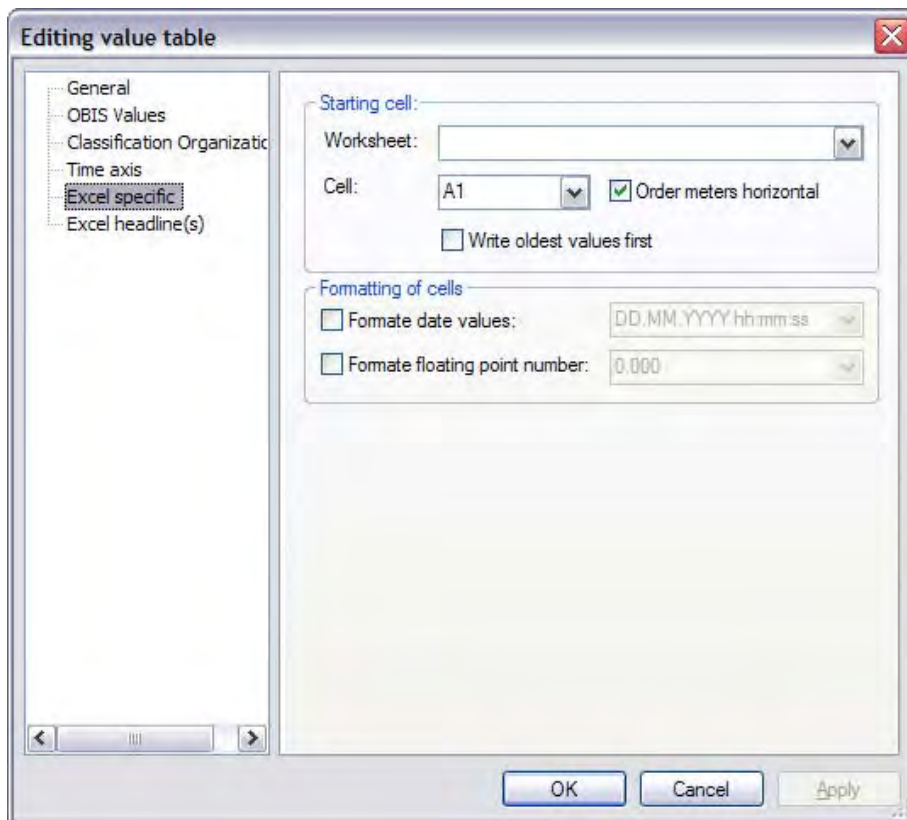 Editing value table
General
OBIS Values
Classification Organizatic
Time axis
Excel specific
Excel headline(s)
Starting cell:
Worksheet:
Cell: A1 Order meters horizontal
Write oldest values first
Formatting of cells
Formate date values: DD.MM.YYYY hh:mm:ss
Formate floating point number: 0.000
OK Cancel Apply